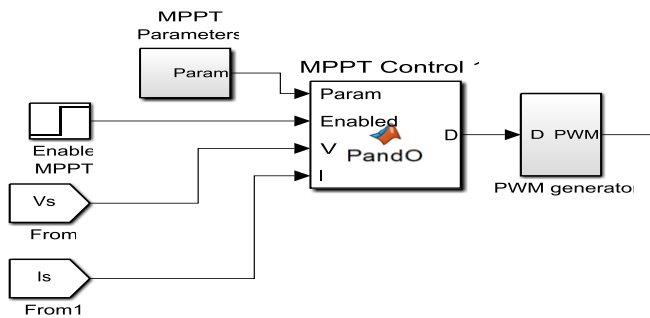 MPPT
Parameters
Param
MPPT Control
Param
Enabled
V
I
PandO
D
D PWM
PWM generator
Enable
MPPT
Vs
From
Is
From1